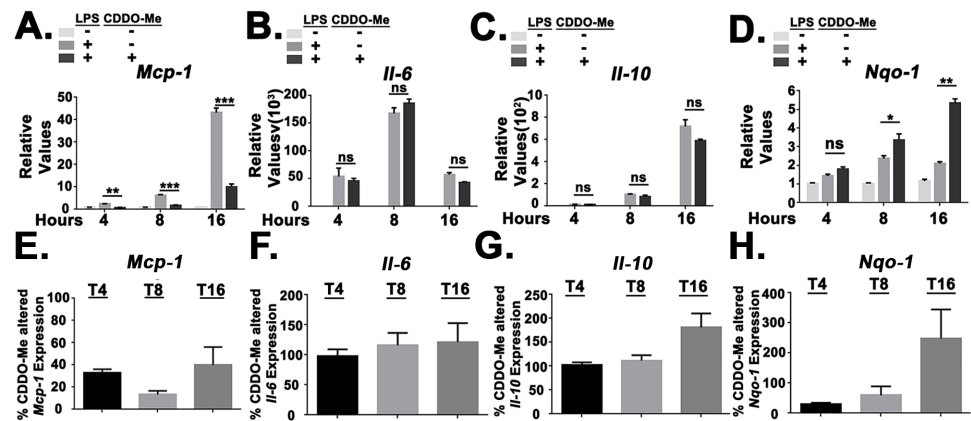 A.
LPS CDDO-Me
- -
+ -
+ +
Mcp-1
Relative
Values
50
40
30
20
10
0
** *** ***
Hours 4 8 16
B.
LPS CDDO-Me
- -
+ -
+ +
Il-6
Relative
Valuesv(10³)
200
150
100
50
0
ns ns ns
4 8 16
C.
LPS CDDO-Me
- -
+ -
+ +
Il-10
Relative
Values(10²)
10
8
6
4
2
0
ns ns ns
Hours 4 8 16
D.
LPS CDDO-Me
- -
+ -
+ +
Nqo-1
Relative
Values
6
5
4
3
2
1
0
ns * **
Hours 4 8 16
E.
Mcp-1
T4 T8 T16
% CDDO-Me altered
Mcp-1 Expression
100
80
60
40
20
0
F.
Il-6
T4 T8 T16
% CDDO-Me altered
Il-6 Expression
200
150
100
50
0
G.
Il-10
T4 T8 T16
% CDDO-Me altered
Il-10 Expression
250
200
150
100
50
0
H.
Nqo-1
T4 T8 T16
% CDDO-Me altered
Nqo-1 Expression
400
300
200
100
0